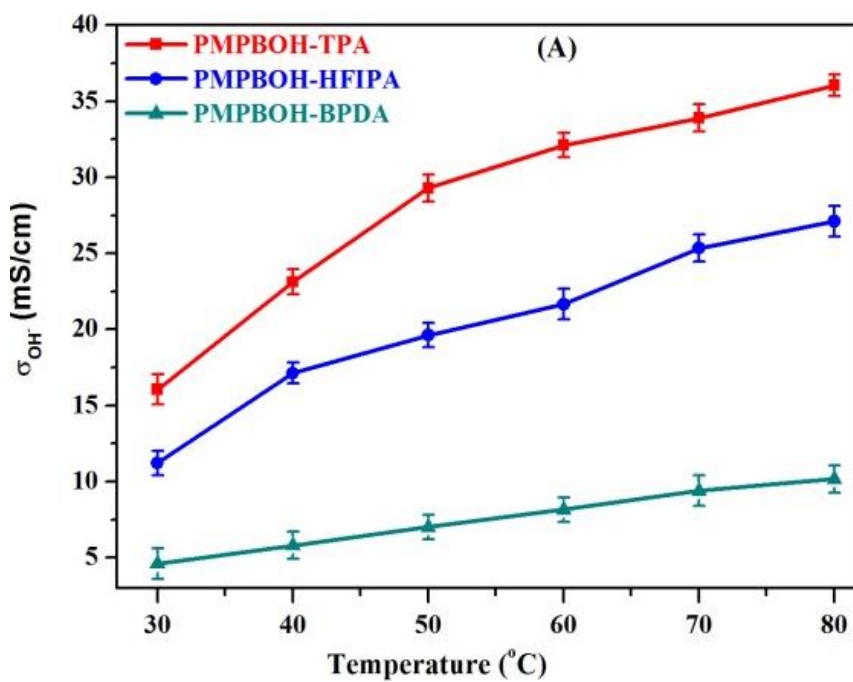 (A)
PMPBOH-TPA
PMPBOH-HFIPA
PMPBOH-BPDA
σOH- (mS/cm)
40
35
30
25
20
15
10
5
30 40 50 60 70 80
Temperature (°C)